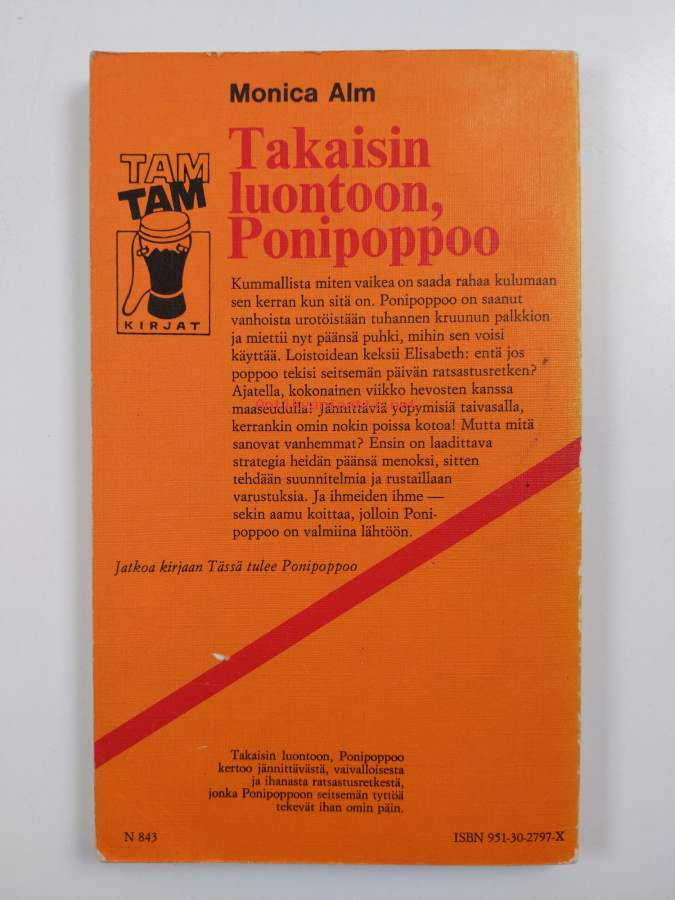 Monica Alm
Takaisin
luontoon,
Ponipoppoo
TAM
TAM
KIRJAT
Kummallista miten vaikea on saada rahaa kulumaan
sen kerran kun sitä on. Ponipoppoo on saanut
vanhoista urotöistään tuhannen kruunun palkkion
ja miettii nyt päänsä puhki, mihin sen voisi
käyttää. Loistoidean keksii Elisabeth: entä jos
poppoo tekisi seitsemän päivän ratsastusretken?
Ajatella, kokonainen viikko hevosten kanssa
maaseudulla! Jännittäviä yöpymisiä taivasalla,
kerrankin omin nokin poissa kotoa! Mutta mitä
sanovat vanhemmat? Ensin on laadittava
strategia heidän päänsä menoksi, sitten
tehdään suunnitelmia ja rustaillaan
varustuksia. Ja ihmeiden ihme —
sekin aamu koittaa, jolloin Poni-
poppoo on valmiina lähtöön.
Jatkoa kirjaan Tässä tulee Ponipoppoo
Takaisin luontoon, Ponipoppoo
kertoo jännittävästä, vaivalloisesta
ja ihanasta ratsastusretkestä,
jonka Ponipoppoon seitsemän tyttöä
tekevät ihan omin päin.
N 843
ISBN 951-30-2797-X